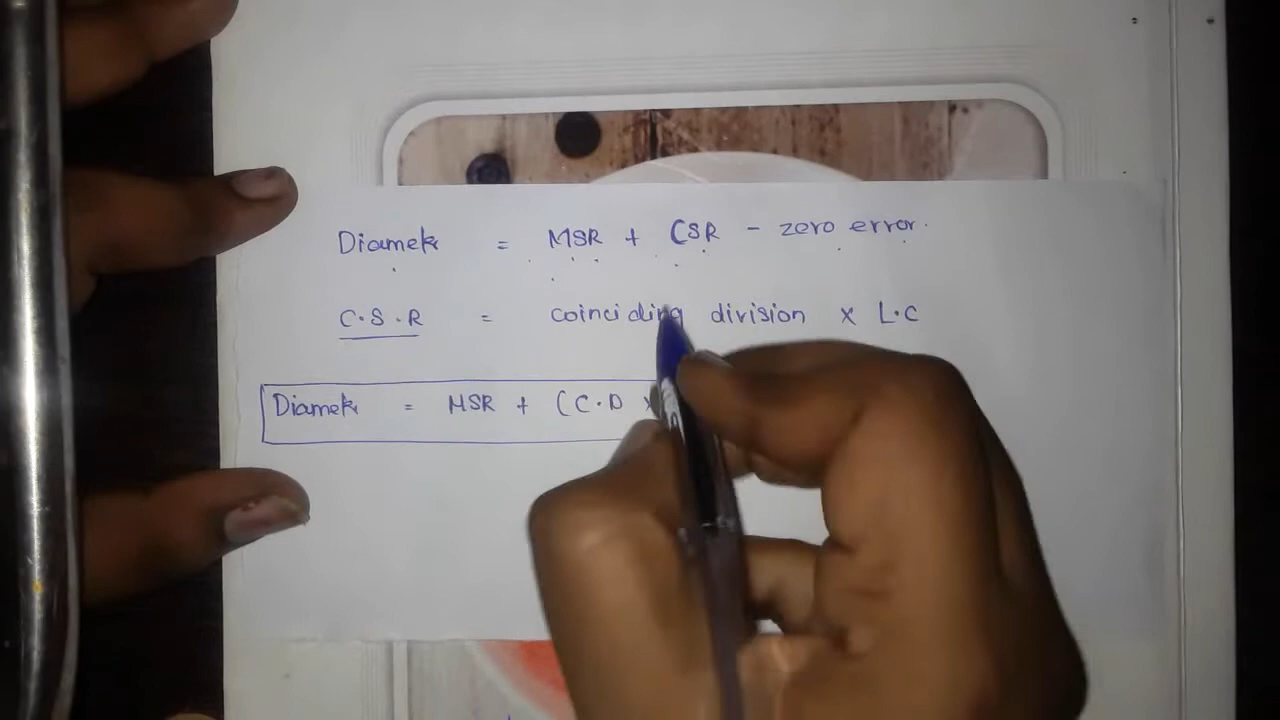 Diameter = MSR + CSR - zero error.
C.S.R = coinciding division x L.C
Diameter = MSR + (C.D x